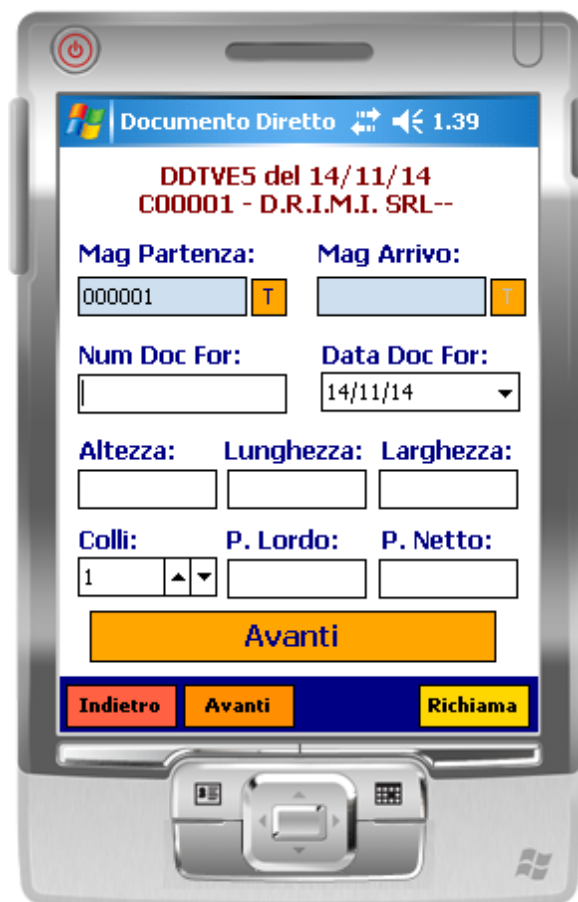 Documento Diretto 1.39
DDTVE5 del 14/11/14
C00001 - D.R.I.M.I. SRL--
Mag Partenza: Mag Arrivo:
000001 T T
Num Doc For: Data Doc For:
14/11/14
Altezza: Lunghezza: Larghezza:
Colli: P. Lordo: P. Netto:
1
Avanti
Indietro Avanti Richiama